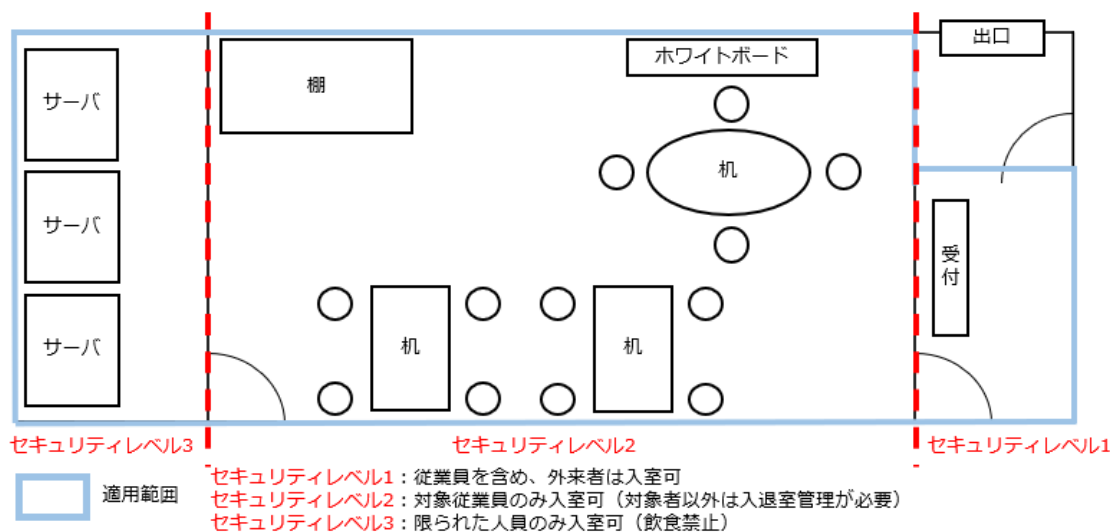 出口
ホワイトボード
棚
サーバ
机
サーバ
受付
机
机
サーバ
セキュリティレベル3
セキュリティレベル2
セキュリティレベル1
適用範囲
セキュリティレベル1：従業員を含め、外来者は入室可
セキュリティレベル2：対象従業員のみ入室可（対象者以外は入退室管理が必要）
セキュリティレベル3：限られた人員のみ入室可（飲食禁止）